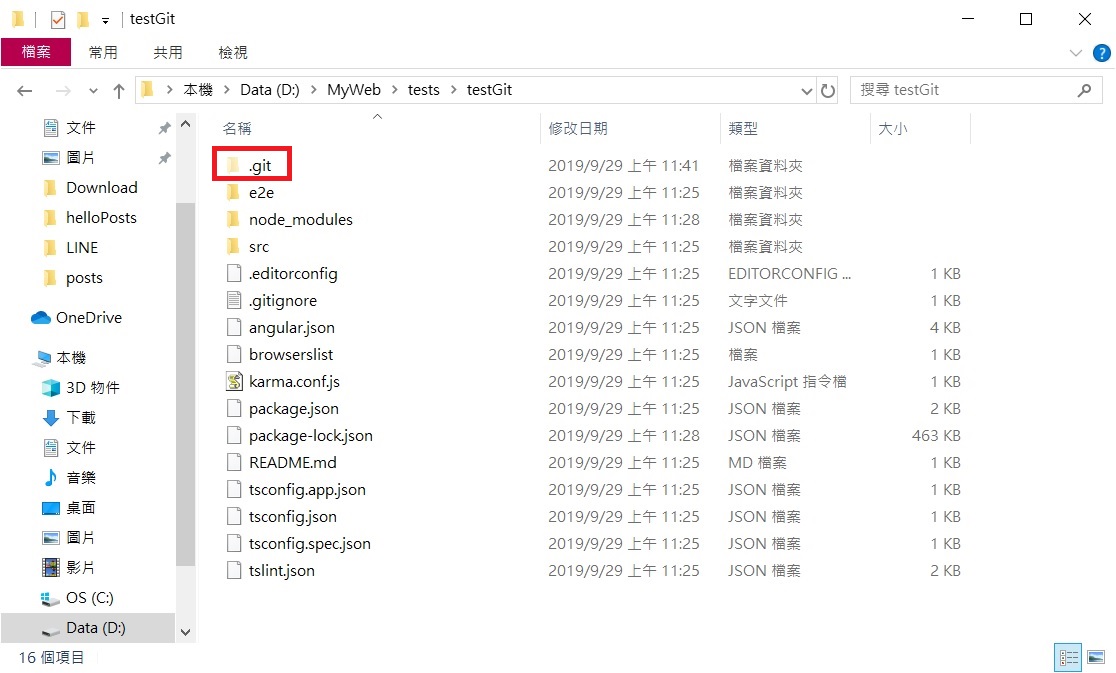 testGit
檔案 常用 共用 檢視
本機 Data (D:) MyWeb tests testGit 搜尋 testGit
文件
圖片
Download
helloPosts
LINE
posts
OneDrive
本機
3D 物件
下載
文件
音樂
桌面
圖片
影片
OS (C:)
Data (D:)
名稱 修改日期 類型 大小
.git 2019/9/29 上午 11:41 檔案資料夾
e2e 2019/9/29 上午 11:25 檔案資料夾
node_modules 2019/9/29 上午 11:28 檔案資料夾
src 2019/9/29 上午 11:25 檔案資料夾
.editorconfig 2019/9/29 上午 11:25 EDITORCONFIG ... 1 KB
.gitignore 2019/9/29 上午 11:25 文字文件 1 KB
angular.json 2019/9/29 上午 11:25 JSON 檔案 4 KB
browserslist 2019/9/29 上午 11:25 檔案 1 KB
karma.conf.js 2019/9/29 上午 11:25 JavaScript 指令檔 1 KB
package.json 2019/9/29 上午 11:25 JSON 檔案 2 KB
package-lock.json 2019/9/29 上午 11:28 JSON 檔案 463 KB
README.md 2019/9/29 上午 11:25 MD 檔案 1 KB
tsconfig.app.json 2019/9/29 上午 11:25 JSON 檔案 1 KB
tsconfig.json 2019/9/29 上午 11:25 JSON 檔案 1 KB
tsconfig.spec.json 2019/9/29 上午 11:25 JSON 檔案 1 KB
tslint.json 2019/9/29 上午 11:25 JSON 檔案 2 KB
16 個項目